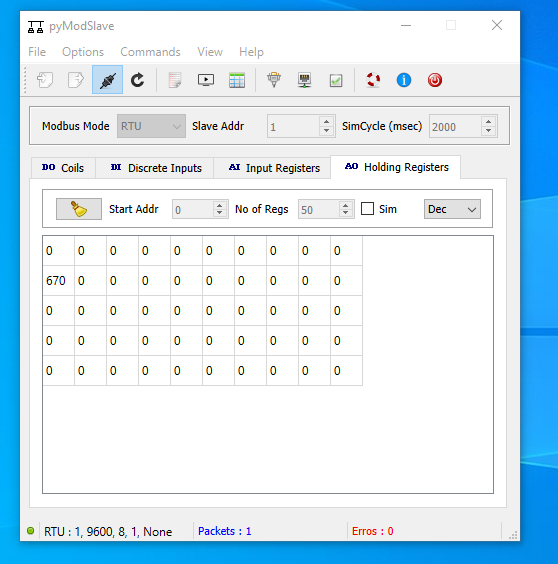 pyModSlave
File Options Commands View Help
Modbus Mode RTU Slave Addr 1 SimCycle (msec) 2000
DO Coils DI Discrete Inputs AI Input Registers AO Holding Registers
Start Addr 0 No of Regs 50 Sim Dec
0 0 0 0 0 0 0 0 0 0
670 0 0 0 0 0 0 0 0 0
0 0 0 0 0 0 0 0 0 0
0 0 0 0 0 0 0 0 0 0
0 0 0 0 0 0 0 0 0 0
RTU : 1, 9600, 8, 1, None Packets : 1 Erros : 0